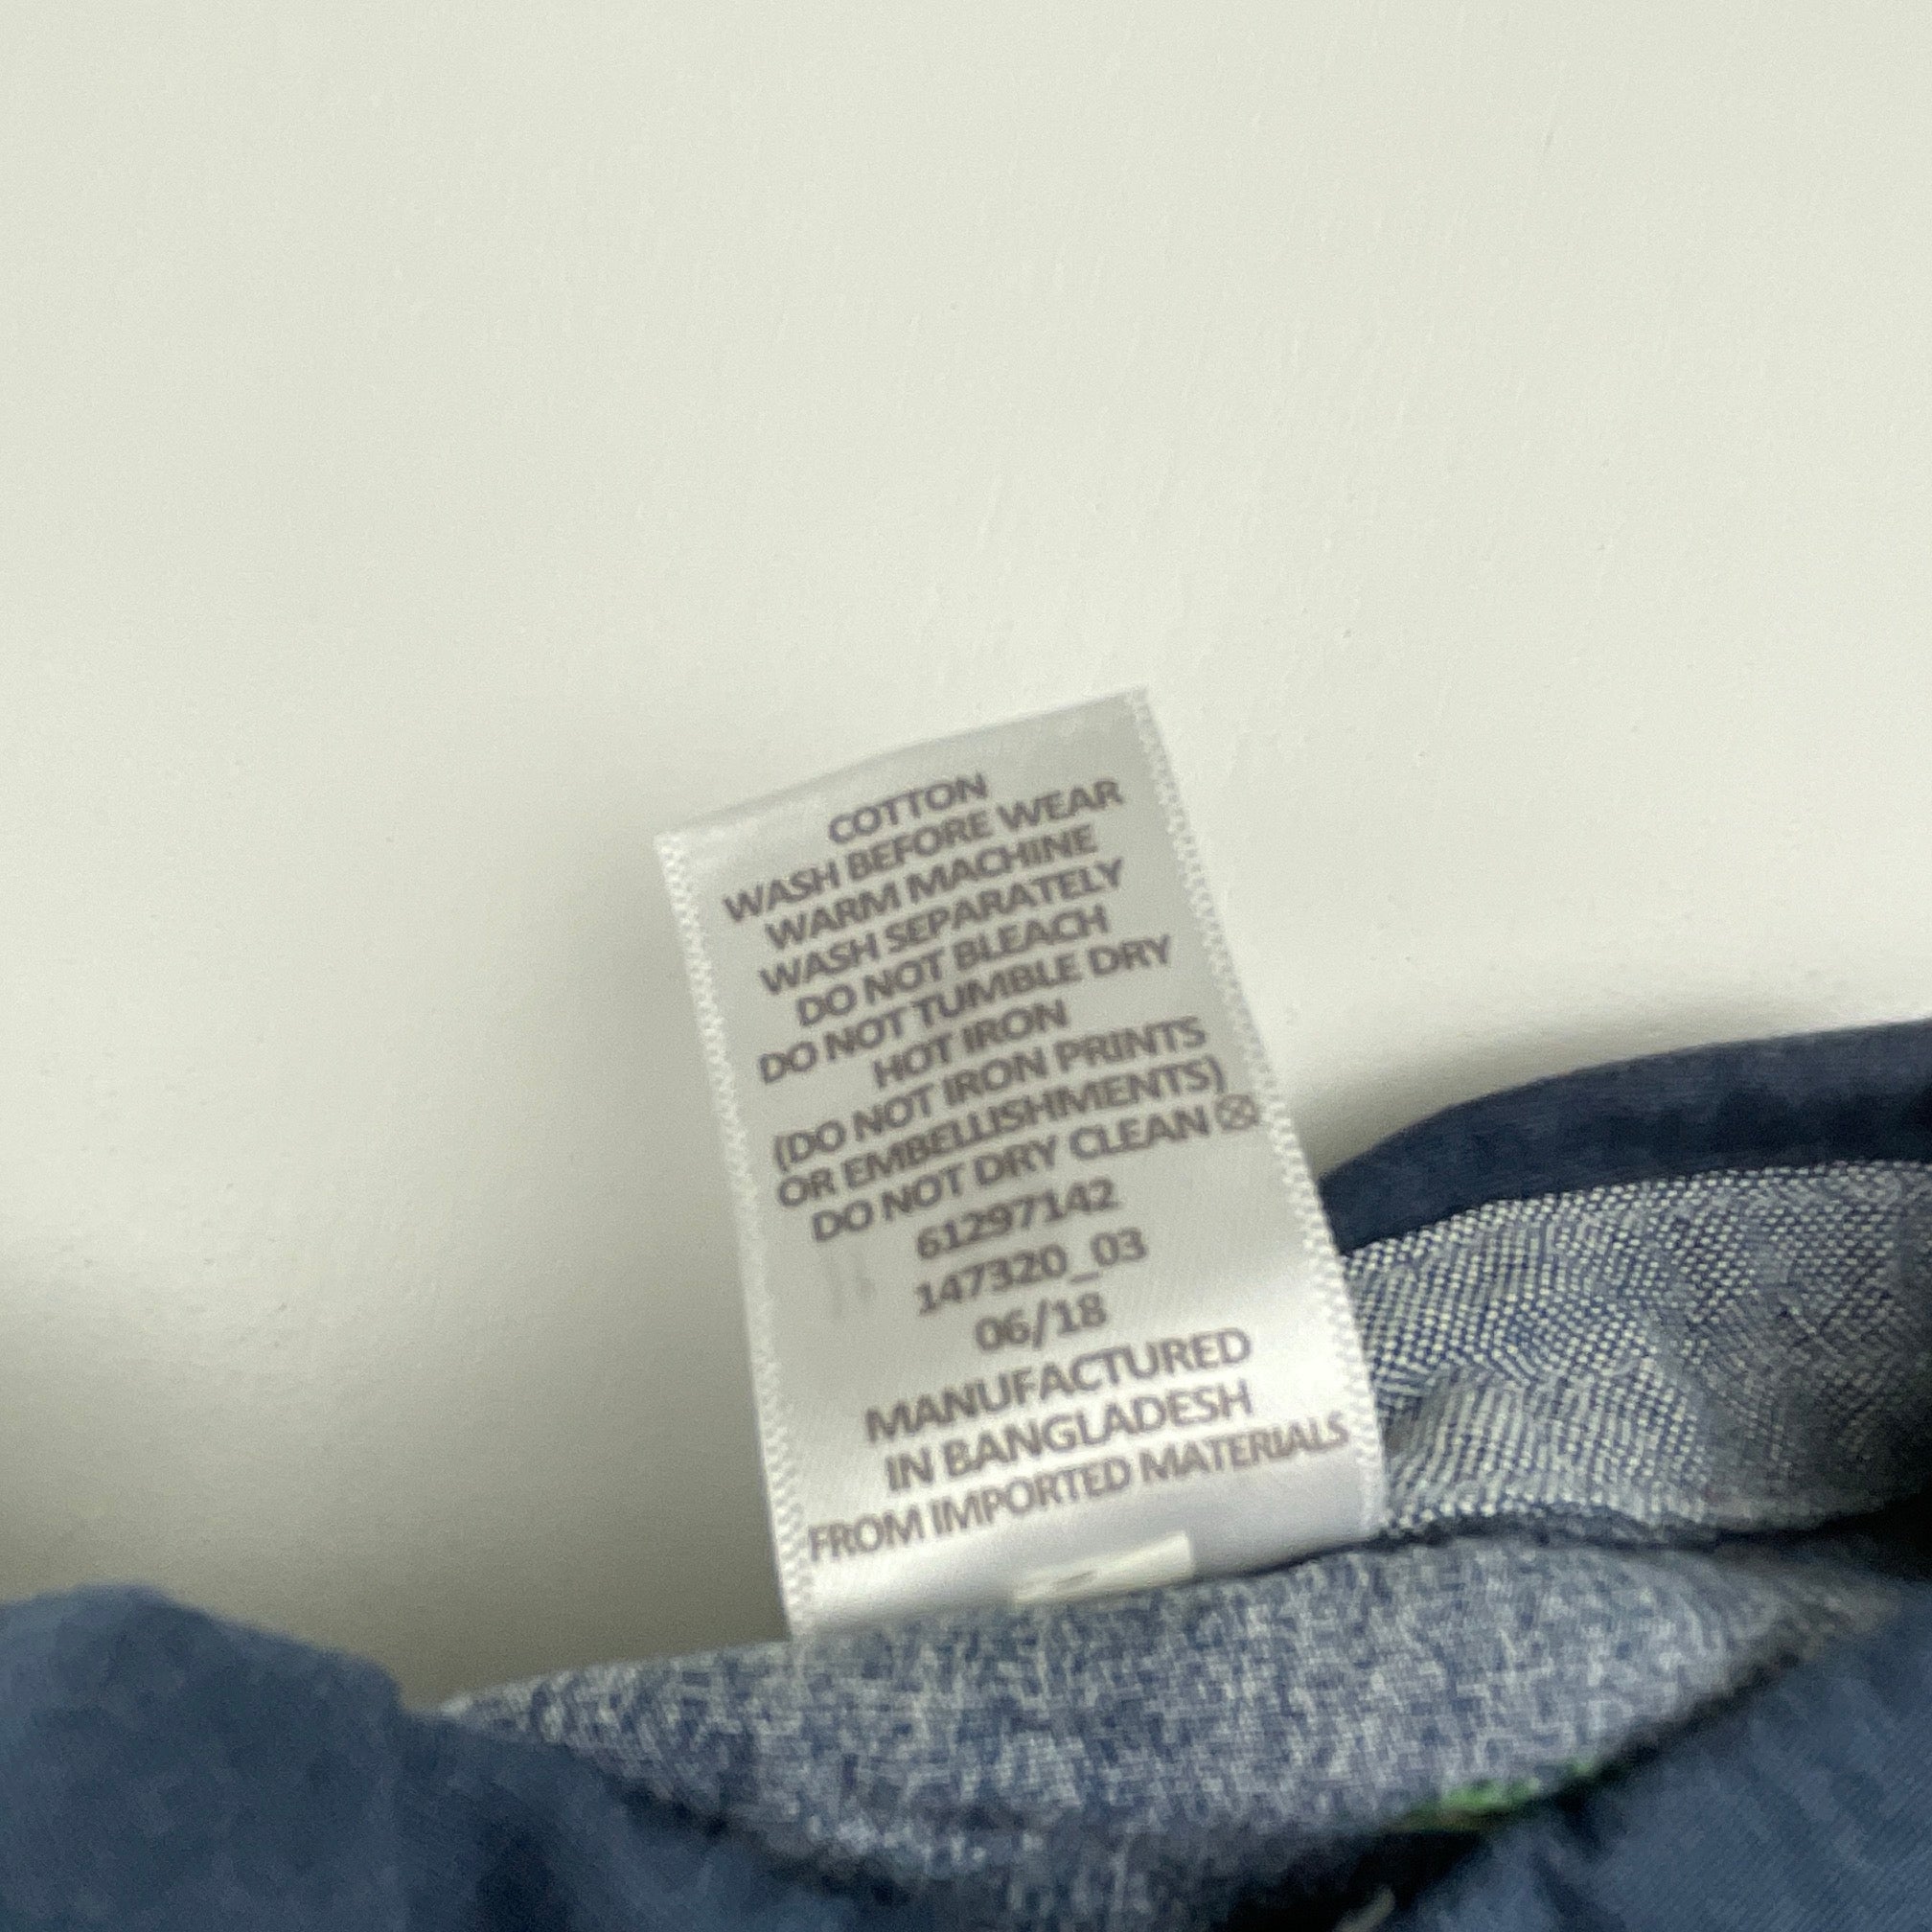 COTTON
WASH BEFORE WEAR
WARM MACHINE
WASH SEPARATELY
DO NOT BLEACH
DO NOT TUMBLE DRY
HOT IRON
(DO NOT IRON PRINTS
OR EMBELLISHMENTS)
DO NOT DRY CLEAN
61297142
147320_03
06/18
MANUFACTURED
IN BANGLADESH
FROM IMPORTED MATERIALS